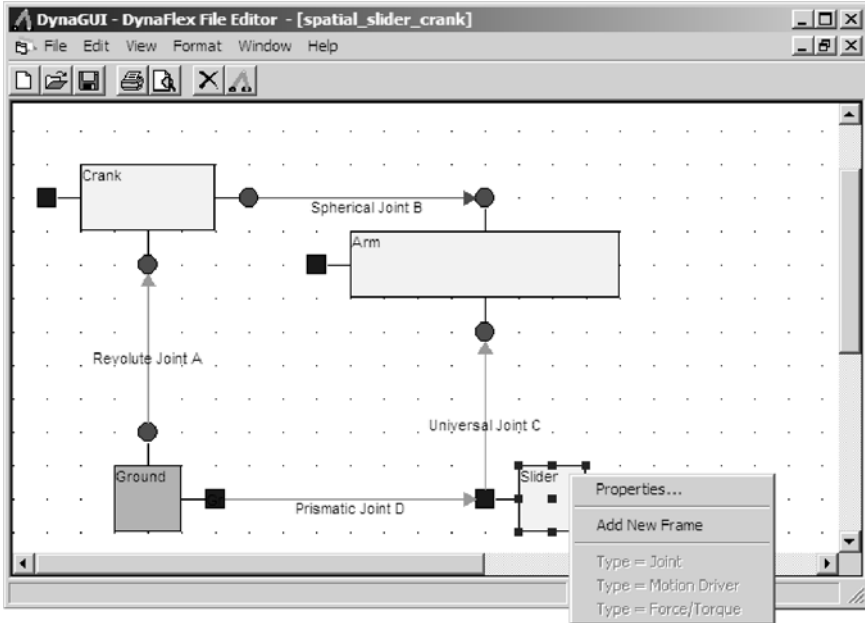 DynaGUI - DynaFlex File Editor - [spatial_slider_crank]
File Edit View Format Window Help
Crank
Spherical Joint B
Arm
Revolute Joint A
Universal Joint C
Ground
Slider
Prismatic Joint D
Properties...
Add New Frame
Type = Joint
Type = Motion Driver
Type = Force/Torque